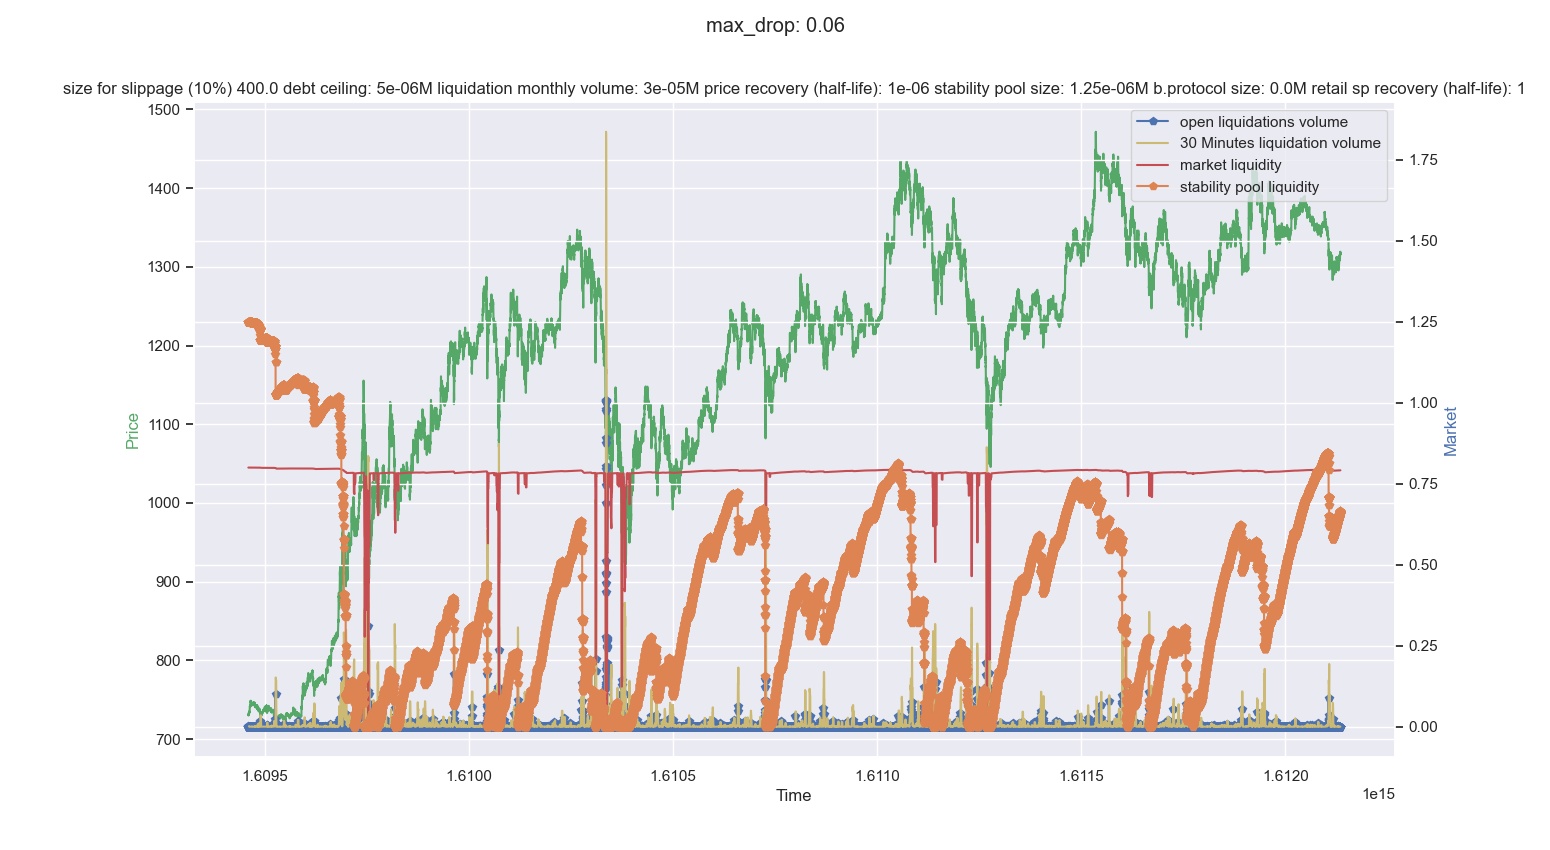 max_drop: 0.06
size for slippage (10%) 400.0 debt ceiling: 5e-06M liquidation monthly volume: 3e-05M price recovery (half-life): 1e-06 stability pool size: 1.25e-06M b.protocol size: 0.0M retail sp recovery (half-life): 1
open liquidations volume
30 Minutes liquidation volume
market liquidity
stability pool liquidity
1500
1400
1300
1200
1100
1000
900
800
700
Price
1.75
1.50
1.25
1.00
0.75
0.50
0.25
0.00
Market
1.6095 1.6100 1.6105 1.6110 1.6115 1.6120
Time
1e15